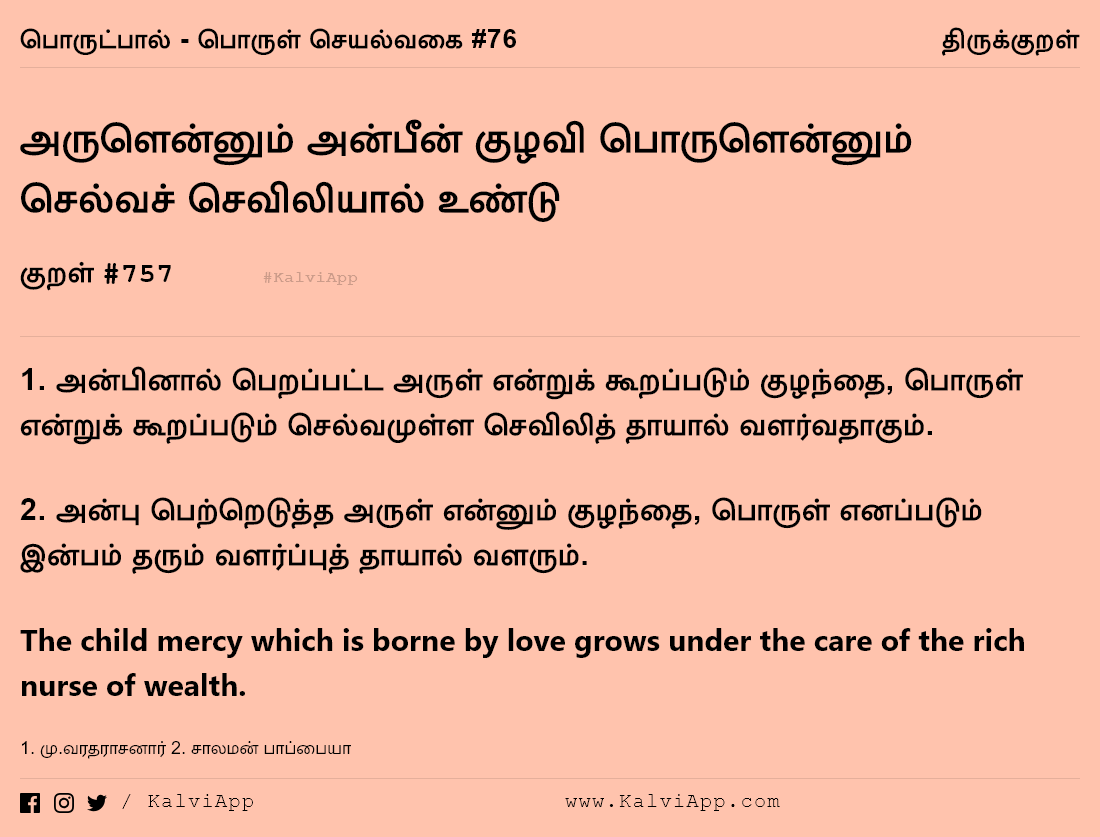 பொருட்பால் - பொருள் செயல்வகை #76
திருக்குறள்
அருளென்னும் அன்பீன் குழவி பொருளென்னும்
செல்வச் செவிலியால் உண்டு
குறள் #757
#KalviApp
1. அன்பினால் பெறப்பட்ட அருள் என்றுக் கூறப்படும் குழந்தை, பொருள்
என்றுக் கூறப்படும் செல்வமுள்ள செவிலித் தாயால் வளர்வதாகும்.
2. அன்பு பெற்றெடுத்த அருள் என்னும் குழந்தை, பொருள் எனப்படும்
இன்பம் தரும் வளர்ப்புத் தாயால் வளரும்.
The child mercy which is borne by love grows under the care of the rich
nurse of wealth.
1. மு.வரதராசனார் 2. சாலமன் பாப்பையா
/ KalviApp
www.KalviApp.com